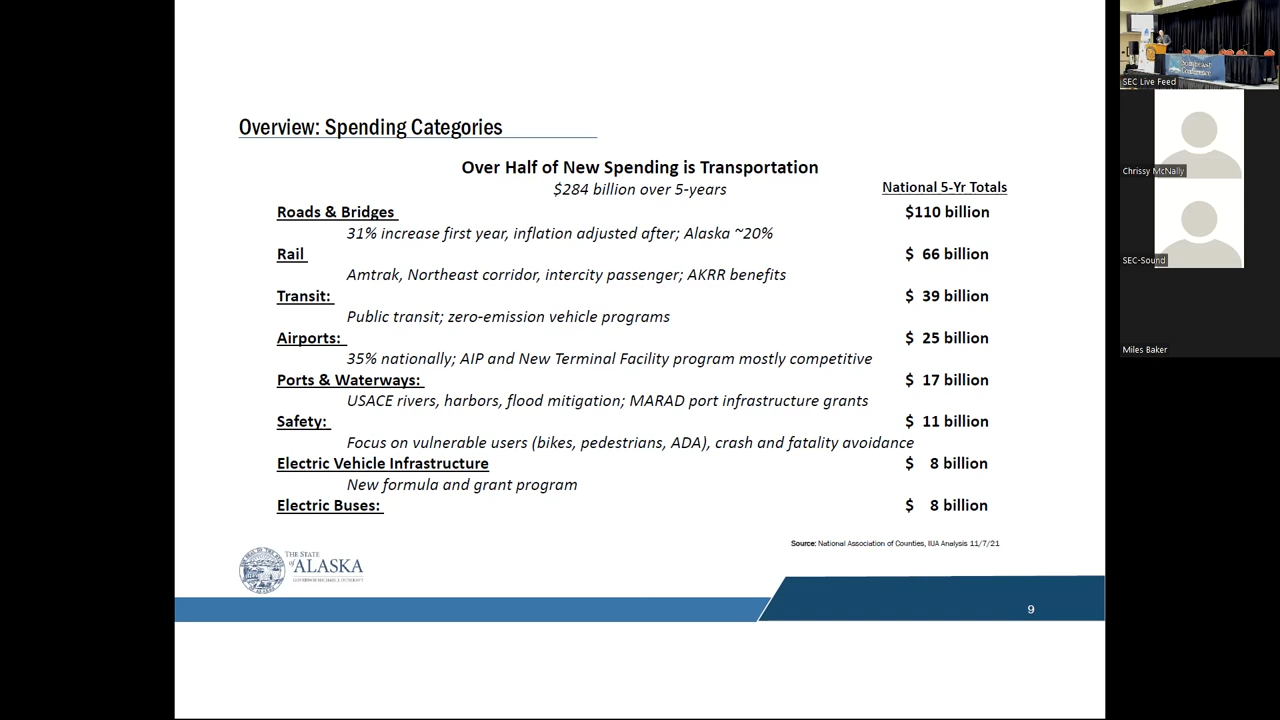 Overview: Spending Categories
Over Half of New Spending is Transportation
$284 billion over 5-years
National 5-Yr Totals
Roads & Bridges $110 billion
31% increase first year, inflation adjusted after; Alaska ~20%
Rail $ 66 billion
Amtrak, Northeast corridor, intercity passenger; AKRR benefits
Transit: $ 39 billion
Public transit; zero-emission vehicle programs
Airports: $ 25 billion
35% nationally; AIP and New Terminal Facility program mostly competitive
Ports & Waterways: $ 17 billion
USACE rivers, harbors, flood mitigation; MARAD port infrastructure grants
Safety: $ 11 billion
Focus on vulnerable users (bikes, pedestrians, ADA), crash and fatality avoidance
Electric Vehicle Infrastructure $ 8 billion
New formula and grant program
Electric Buses: $ 8 billion
Source: National Association of Counties, IIJA Analysis 11/7/21
THE STATE
of ALASKA
GOVERNOR MICHAEL J. DUNLEAVY
9
Southeast
Conference
SEC Live Feed
Chrissy McNally
SEC-Sound
Miles Baker